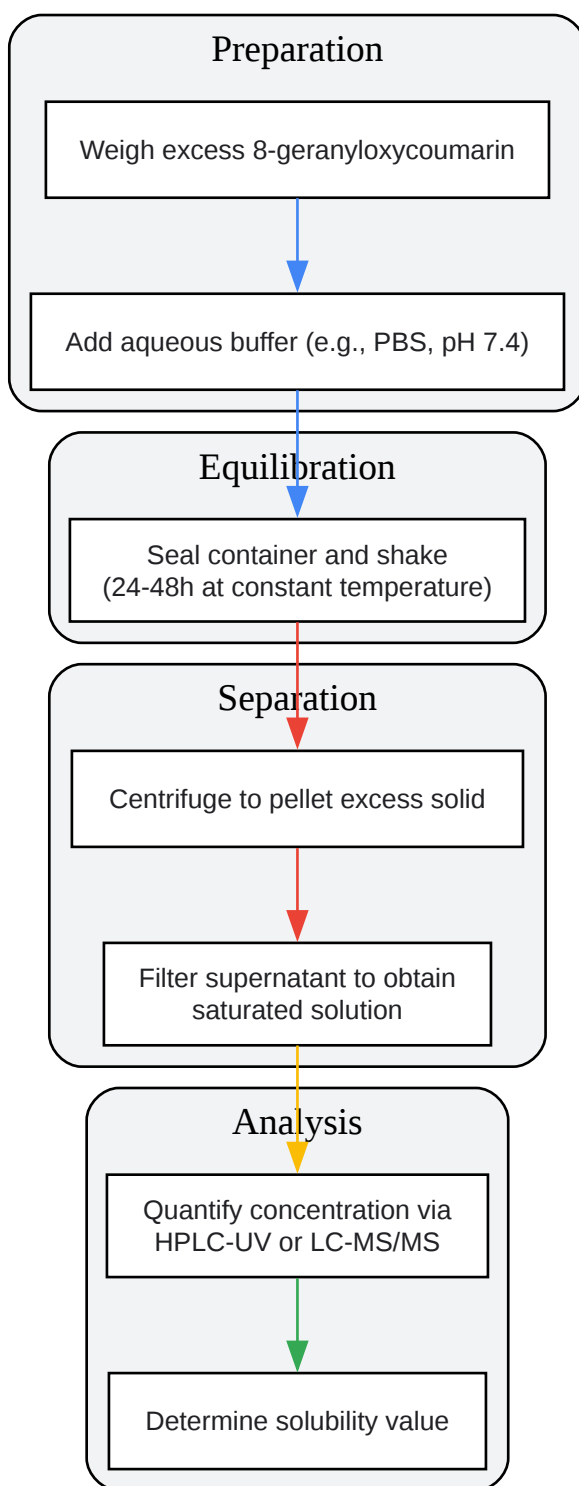 Preparation
Weigh excess 8-geranyloxycoumarin
Add aqueous buffer (e.g., PBS, pH 7.4)
Equilibration
Seal container and shake
(24-48h at constant temperature)
Separation
Centrifuge to pellet excess solid
Filter supernatant to obtain
saturated solution
Analysis
Quantify concentration via
HPLC-UV or LC-MS/MS
Determine solubility value